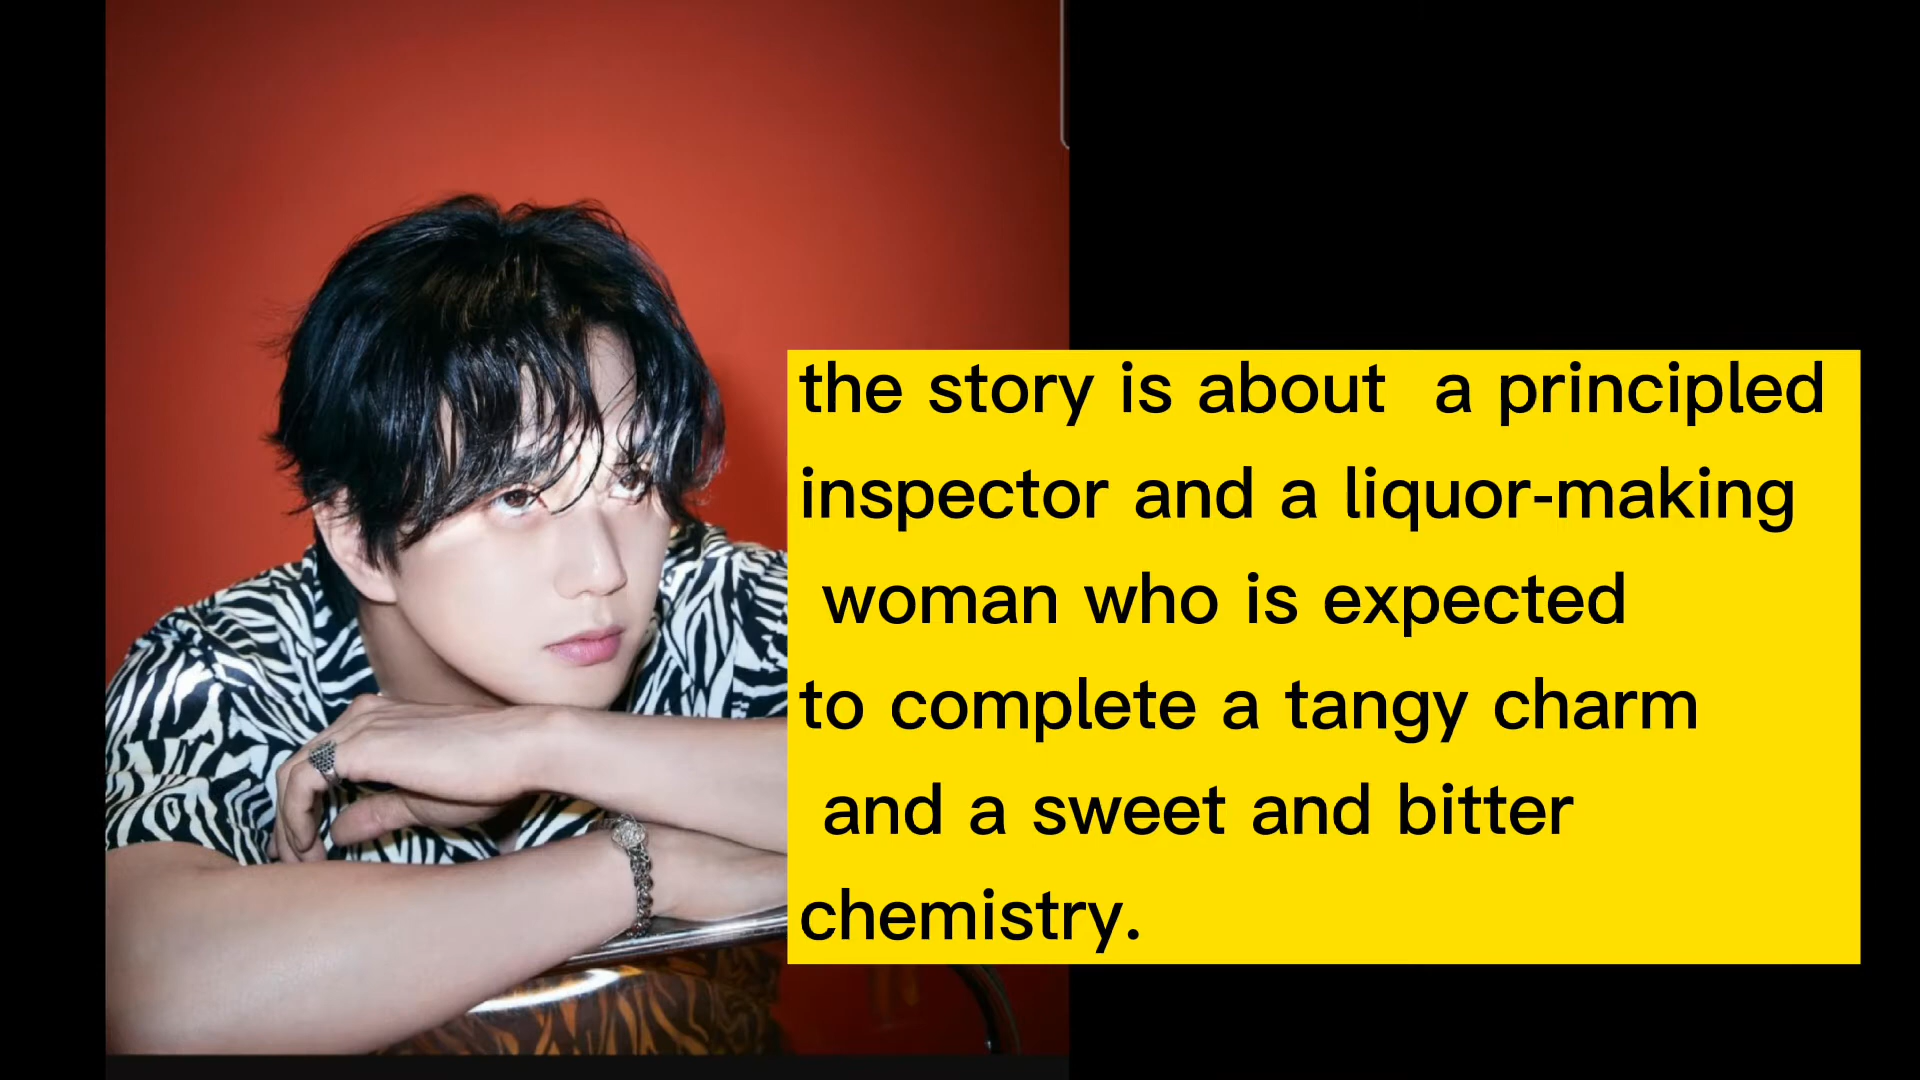 the story is about  a principled
inspector and a liquor-making
woman who is expected
to complete a tangy charm
and a sweet and bitter
chemistry.